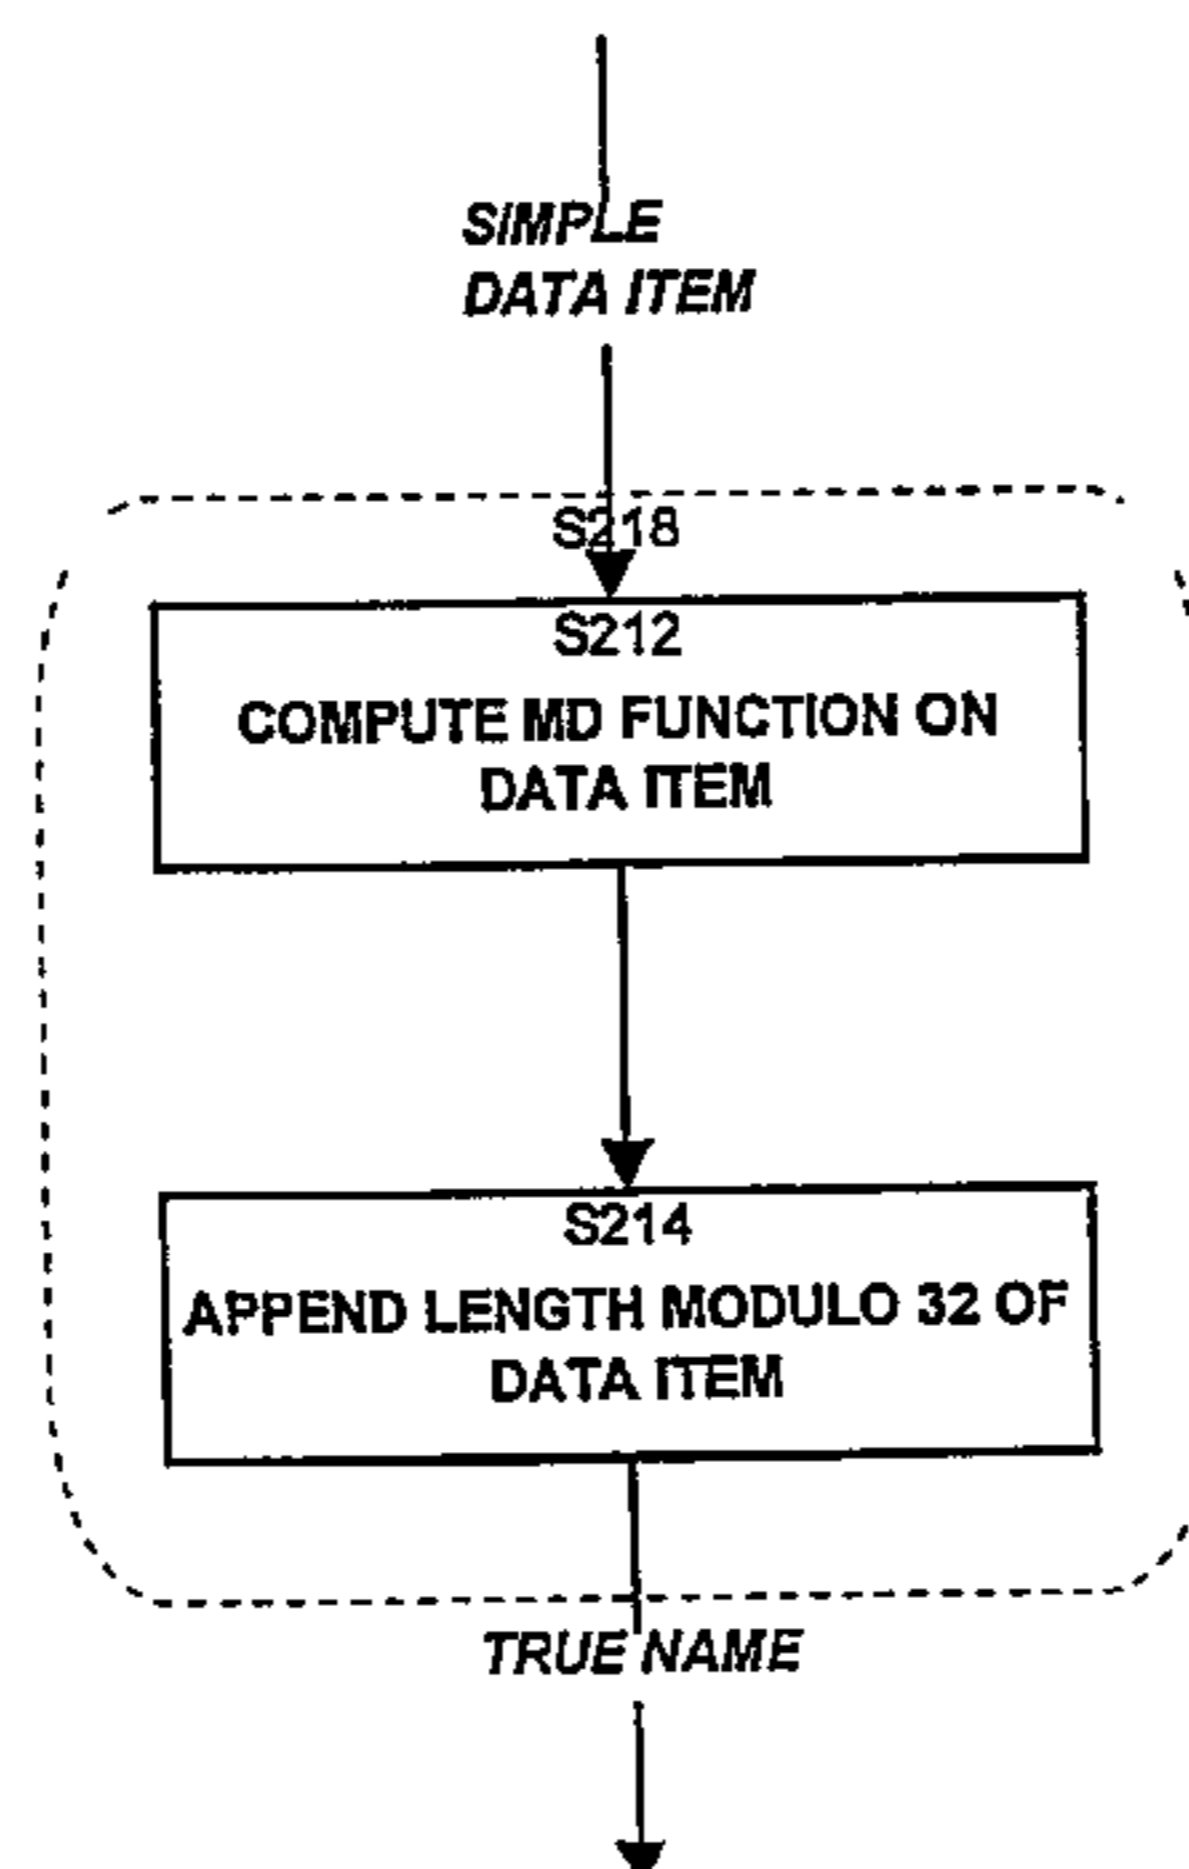 SIMPLE
DATA ITEM
S218
S212
COMPUTE MD FUNCTION ON
DATA ITEM
S214
APPEND LENGTH MODULO 32 OF
DATA ITEM
TRUE NAME